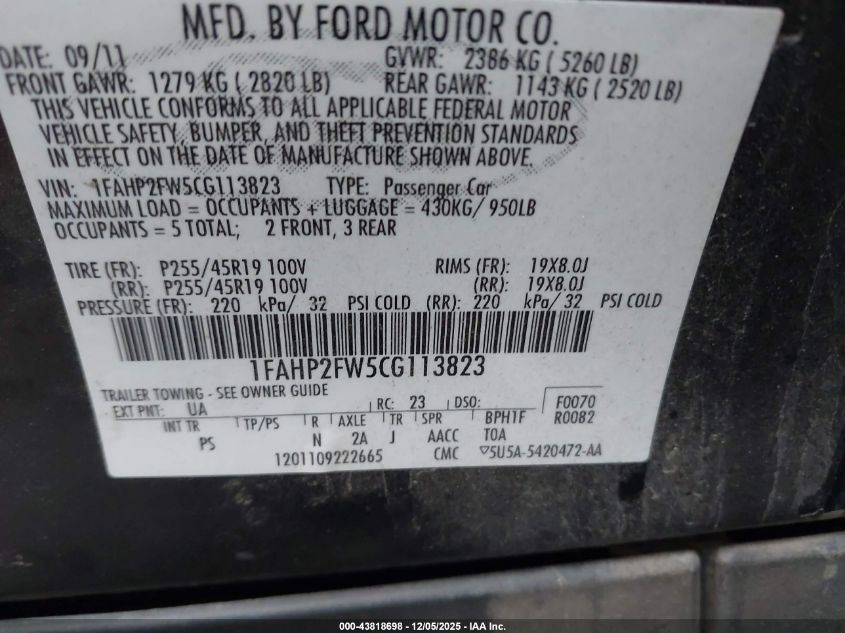 MFD. BY FORD MOTOR CO.
DATE: 09/11 GVWR: 2386 KG ( 5260 LB)
FRONT GAWR: 1279 KG ( 2820 LB) REAR GAWR: 1143 KG ( 2520 LB)
THIS VEHICLE CONFORMS TO ALL APPLICABLE FEDERAL MOTOR
VEHICLE SAFETY, BUMPER, AND THEFT PREVENTION STANDARDS
IN EFFECT ON THE DATE OF MANUFACTURE SHOWN ABOVE.
VIN: 1FAHP2FW5CG113823 TYPE: Passenger Car
MAXIMUM LOAD = OCCUPANTS + LUGGAGE = 430KG/ 950LB
OCCUPANTS = 5 TOTAL; 2 FRONT, 3 REAR
TIRE (FR): P255/45R19 100V RIMS (FR): 19X8.0J
(RR): P255/45R19 100V (RR): 19X8.0J
PRESSURE (FR): 220 kPa/ 32 PSI COLD (RR): 220 kPa/ 32 PSI COLD
1FAHP2FW5CG113823
TRAILER TOWING - SEE OWNER GUIDE
EXT PNT: UA RC: 23 DSO: F0070
INT TR TP/PS R AXLE TR SPR BPH1F R0082
PS N 2A J AACC TOA
1201109222665 CMC ▽5U5A-5420472-AA
000-43818698 - 12/05/2025 - IAA Inc.